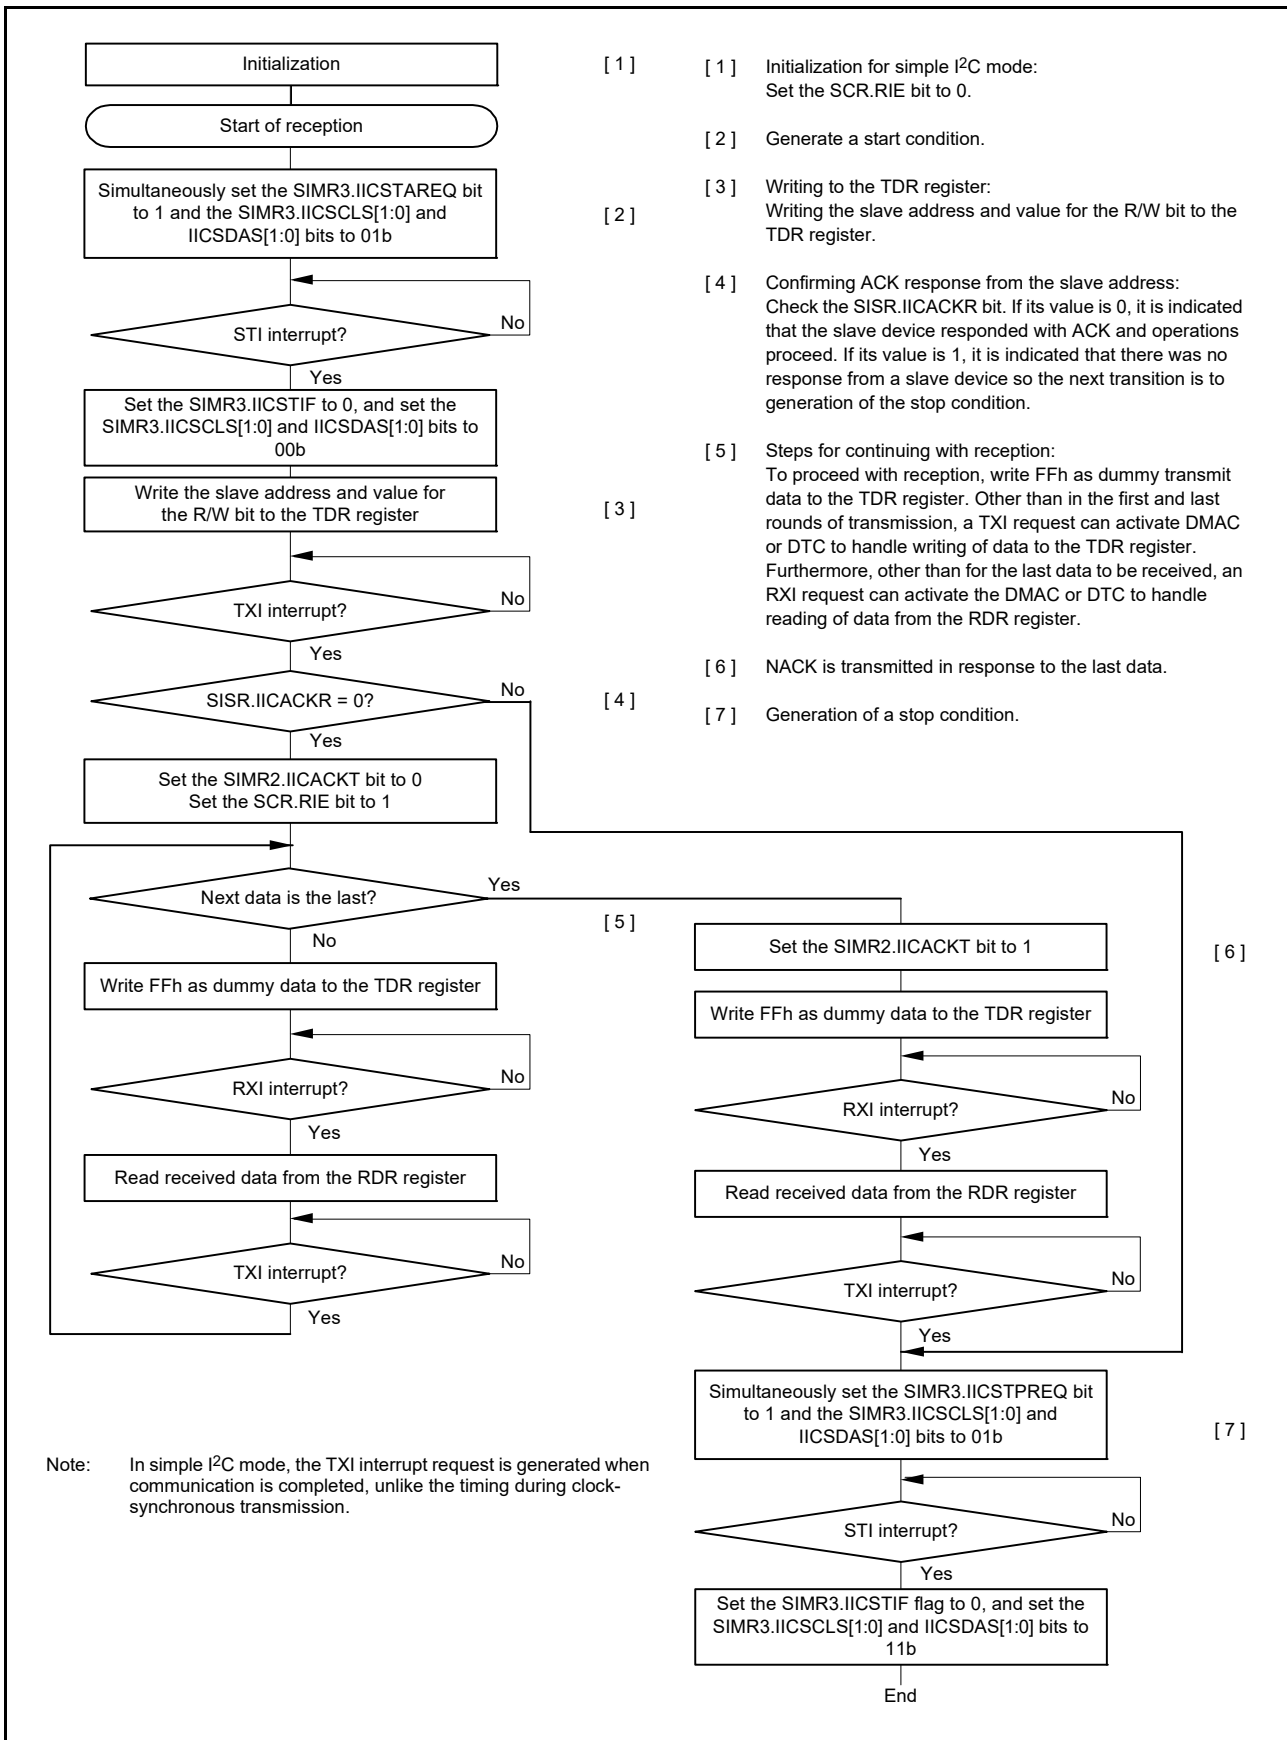 Initialization
[ 1 ]
Start of reception
Simultaneously set the SIMR3.IICSTAREQ bit
to 1 and the SIMR3.IICSCLS[1:0] and
IICSDAS[1:0] bits to 01b
[ 2 ]
STI interrupt?
No
Yes
Set the SIMR3.IICSTIF to 0, and set the
SIMR3.IICSCLS[1:0] and IICSDAS[1:0] bits to
00b
Write the slave address and value for
the R/W bit to the TDR register
[ 3 ]
TXI interrupt?
No
Yes
SISR.IICACKR = 0?
No
[ 4 ]
Yes
Set the SIMR2.IICACKT bit to 0
Set the SCR.RIE bit to 1
Next data is the last?
Yes
[ 5 ]
No
Write FFh as dummy data to the TDR register
RXI interrupt?
No
Yes
Read received data from the RDR register
TXI interrupt?
No
Yes
[ 1 ] Initialization for simple I2C mode:
Set the SCR.RIE bit to 0.
[ 2 ] Generate a start condition.
[ 3 ] Writing to the TDR register:
Writing the slave address and value for the R/W bit to the
TDR register.
[ 4 ] Confirming ACK response from the slave address:
Check the SISR.IICACKR bit. If its value is 0, it is indicated
that the slave device responded with ACK and operations
proceed. If its value is 1, it is indicated that there was no
response from a slave device so the next transition is to
generation of the stop condition.
[ 5 ] Steps for continuing with reception:
To proceed with reception, write FFh as dummy transmit
data to the TDR register. Other than in the first and last
rounds of transmission, a TXI request can activate DMAC
or DTC to handle writing of data to the TDR register.
Furthermore, other than for the last data to be received, an
RXI request can activate the DMAC or DTC to handle
reading of data from the RDR register.
[ 6 ] NACK is transmitted in response to the last data.
[ 7 ] Generation of a stop condition.
Set the SIMR2.IICACKT bit to 1
[ 6 ]
Write FFh as dummy data to the TDR register
RXI interrupt?
No
Yes
Read received data from the RDR register
TXI interrupt?
No
Yes
Simultaneously set the SIMR3.IICSTPREQ bit
to 1 and the SIMR3.IICSCLS[1:0] and
IICSDAS[1:0] bits to 01b
[ 7 ]
STI interrupt?
No
Yes
Set the SIMR3.IICSTIF flag to 0, and set the
SIMR3.IICSCLS[1:0] and IICSDAS[1:0] bits to
11b
End
Note: In simple I2C mode, the TXI interrupt request is generated when
communication is completed, unlike the timing during clock-
synchronous transmission.